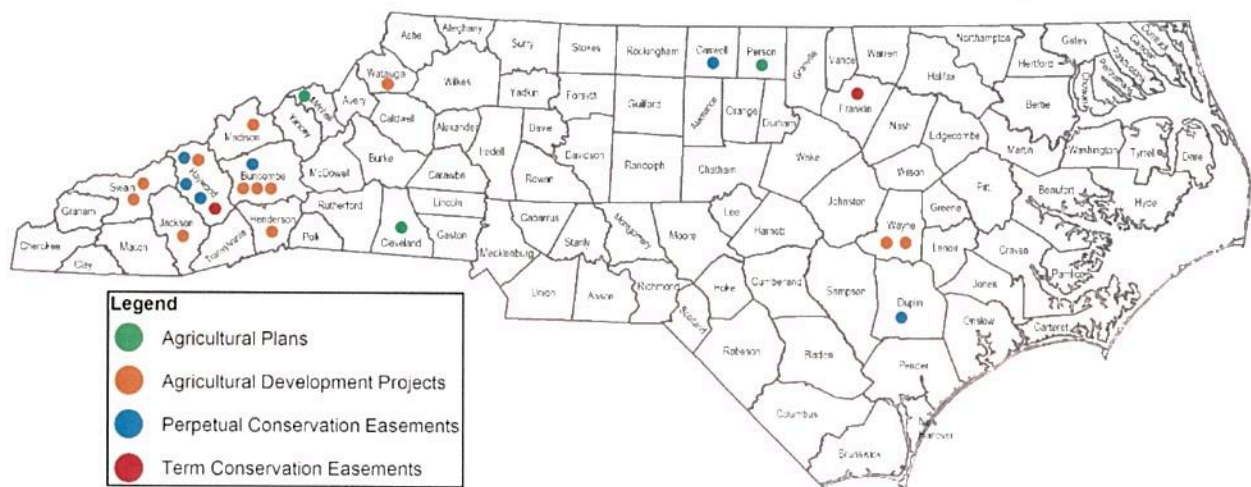 Ashe
Alleghany
Surry
Stokes
Rockingham
Caswell
Person
Granville
Vance
Warren
Northampton
Gates
Hertford
Halifax
Bertie
Watauga
Wilkes
Yadkin
Forsyth
Guilford
Alamance
Orange
Durham
Franklin
Nash
Edgecombe
Martin
Washington
Tyrrell
Dare
Mitchell
Avery
Yancey
Caldwell
Alexander
Iredell
Davie
Davidson
Randolph
Chatham
Wake
Wilson
Pitt
Beaufort
Hyde
Madison
Haywood
Buncombe
McDowell
Burke
Catawba
Rowan
Lincoln
Swain
Graham
Jackson
Henderson
Rutherford
Cleveland
Gaston
Cabarrus
Montgomery
Moore
Lee
Harnett
Johnston
Wayne
Greene
Lenoir
Craven
Pamlico
Jones
Cherokee
Clay
Macon
Transylvania
Polk
Mecklenburg
Stanly
Union
Anson
Richmond
Hoke
Scotland
Cumberland
Sampson
Duplin
Onslow
Carteret
Robeson
Bladen
Pender
Columbus
Brunswick
New
Hanover
Legend
Agricultural Plans
Agricultural Development Projects
Perpetual Conservation Easements
Term Conservation Easements